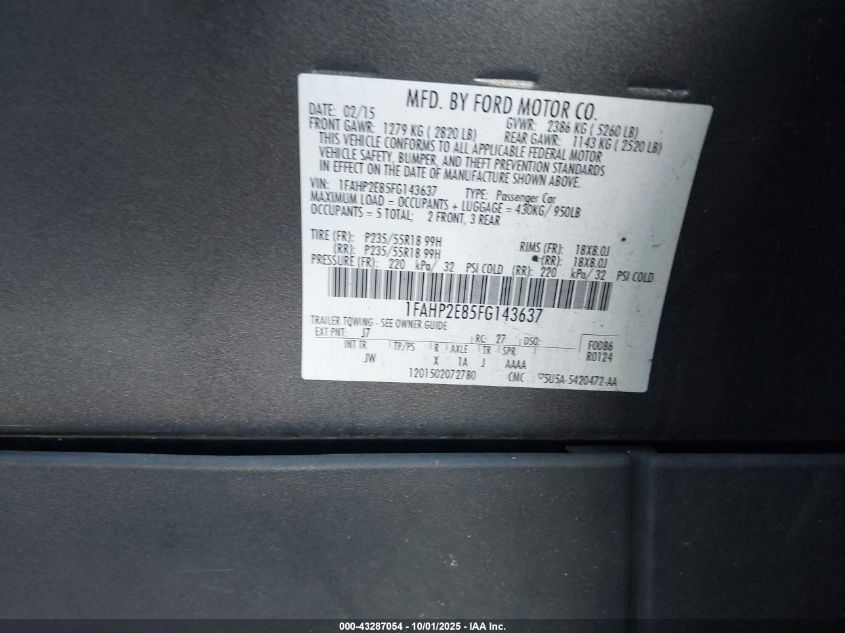 MFD. BY FORD MOTOR CO.
DATE: 02/15 GVWR: 2386 KG ( 5260 LB)
FRONT GAWR: 1279 KG ( 2820 LB) REAR GAWR: 1143 KG ( 2520 LB)
THIS VEHICLE CONFORMS TO ALL APPLICABLE FEDERAL MOTOR
VEHICLE SAFETY, BUMPER, AND THEFT PREVENTION STANDARDS
IN EFFECT ON THE DATE OF MANUFACTURE SHOWN ABOVE.
VIN: 1FAHP2E85FG143637 TYPE: Passenger Car
MAXIMUM LOAD = OCCUPANTS + LUGGAGE = 430KG/ 950LB
OCCUPANTS = 5 TOTAL; 2 FRONT, 3 REAR
TIRE (FR): P235/55R18 99H RIMS (FR): 18X8.0J
(RR): P235/55R18 99H (RR): 18X8.0J
PRESSURE (FR): 220 kPa/ 32 PSI COLD (RR): 220 kPa/ 32 PSI COLD
1FAHP2E85FG143637
TRAILER TOWING - SEE OWNER GUIDE
EXT PNT: J7 RC: 27 DSO: F0086
INT TR TP/PS R AXLE TR SPR R0124
JW X 1A J AAAA
1201502072780 CMC 5U5A-5420472-AA
000-43287054 - 10/01/2025 - IAA Inc.